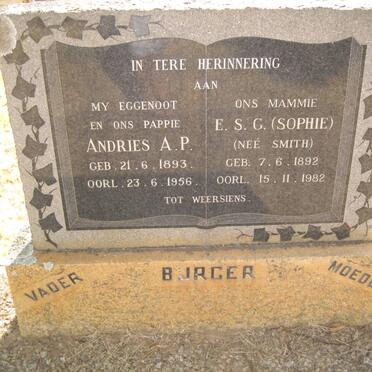 IN TERE HERINNERING
AAN
MY EGGENOOT
EN ONS PAPPIE
ANDRIES A.P.
GEB. 21.6.1893.
OORL. 23.6.1956.
ONS MAMMIE
E.S.G. (SOPHIE)
(NEÉ SMITH)
GEB. 7.6.1892
OORL. 15.11.1982
TOT WEERSIENS.
VADER
BURGER
MOEDE